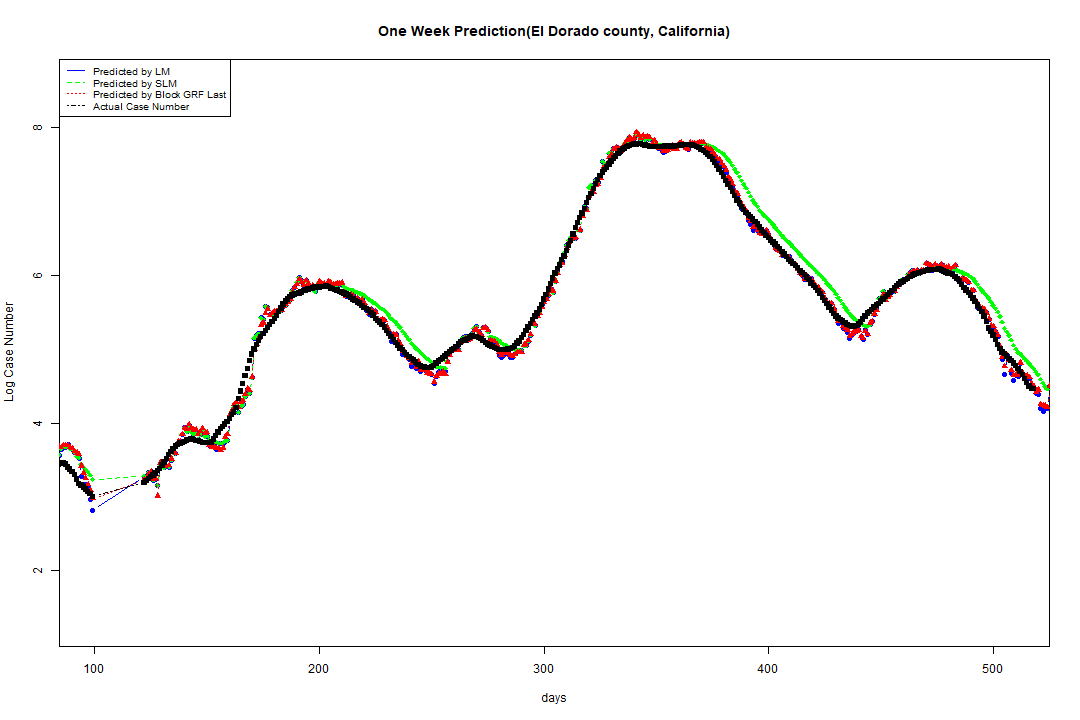 One Week Prediction(El Dorado county, California)
Predicted by LM
Predicted by SLM
Predicted by Block GRF Last
Actual Case Number
Log Case Number
8
6
4
2
100 200 300 400 500
days